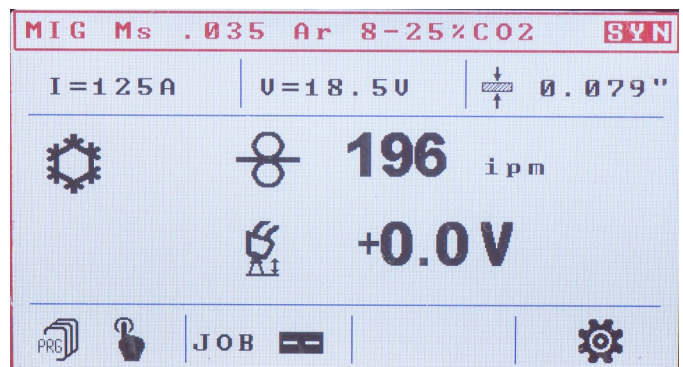 MIG Ms .035 Ar 8-25%CO2 SYN
I=125A V=18.5V 0.079"
196 ipm
+0.0V
PRG JOB --